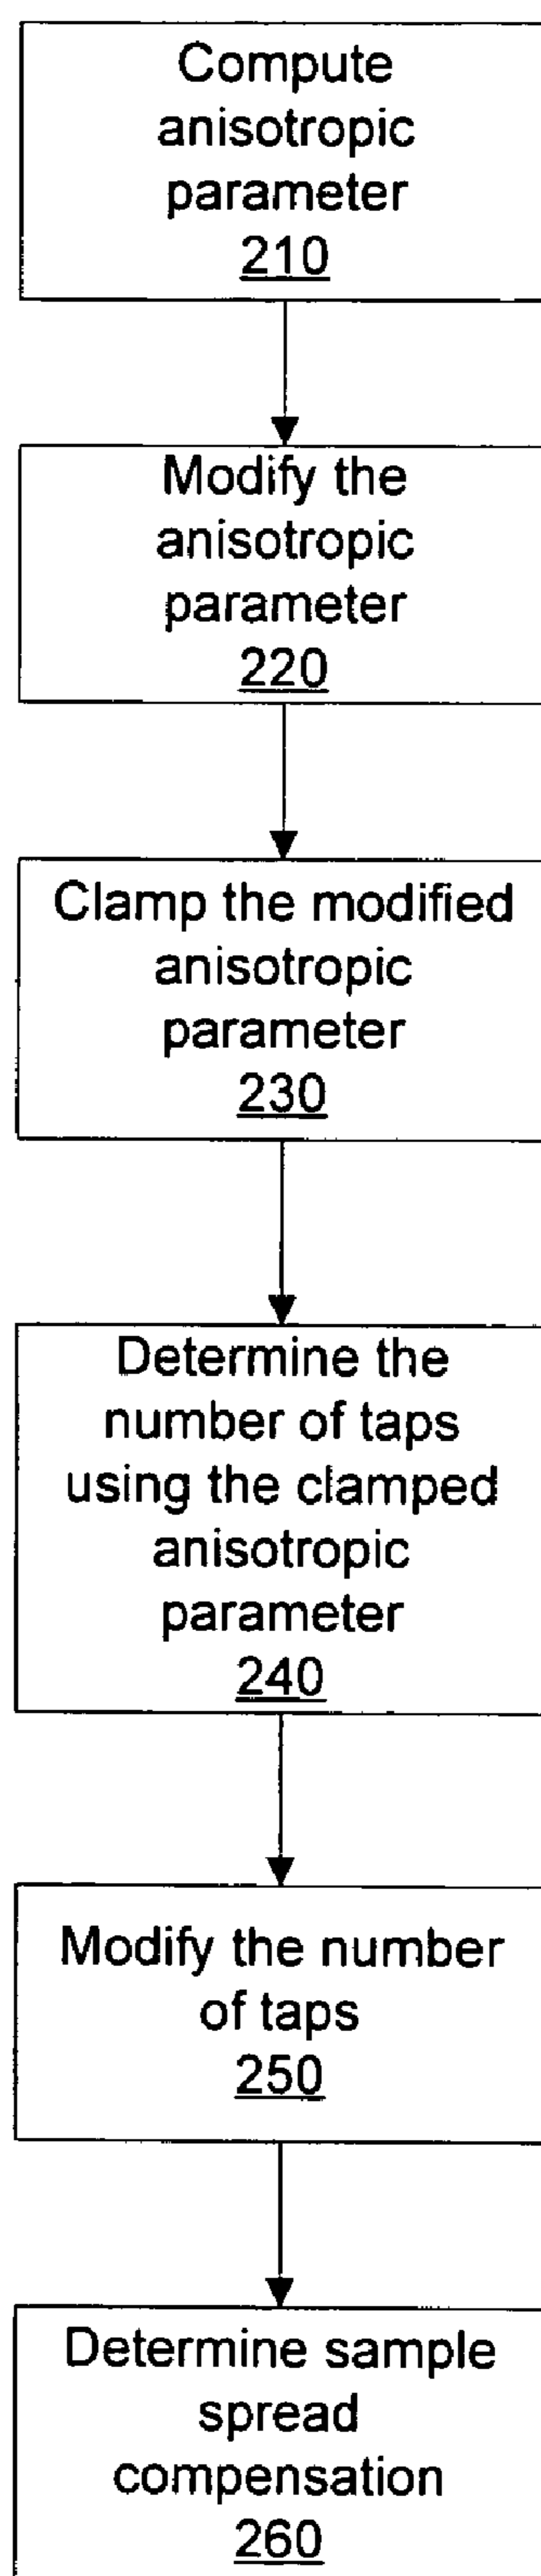 Compute
anisotropic
parameter
210
Modify the
anisotropic
parameter
220
Clamp the modified
anisotropic
parameter
230
Determine the
number of taps
using the clamped
anisotropic
parameter
240
Modify the number
of taps
250
Determine sample
spread
compensation
260